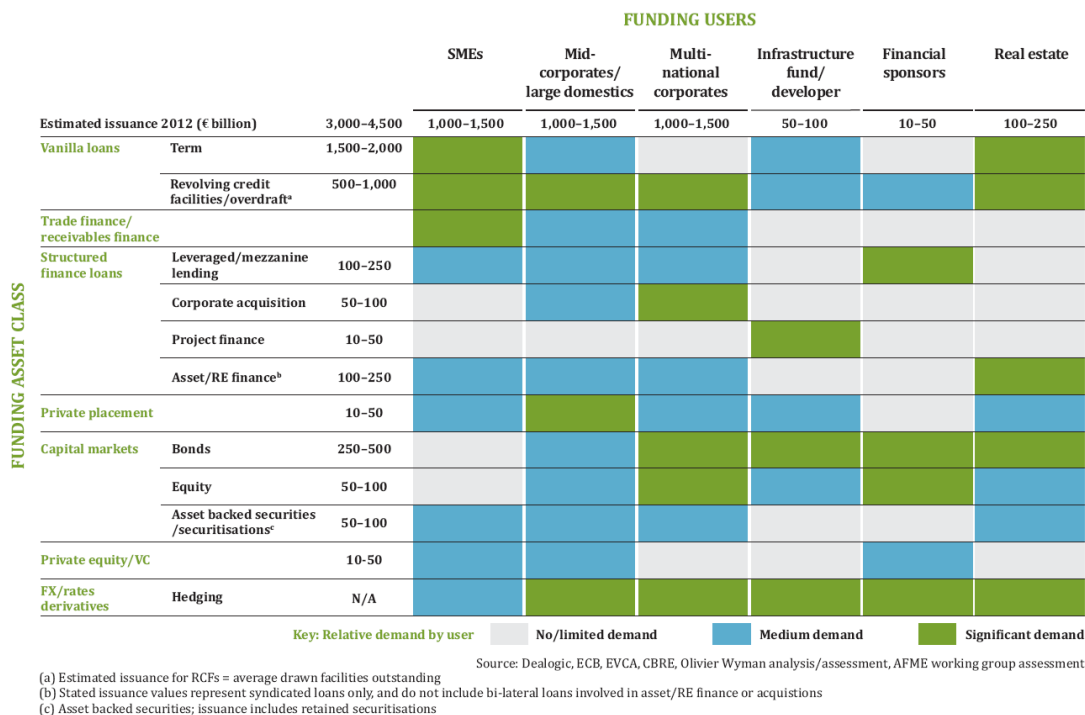 FUNDING USERS
SMEs
Mid-
corporates/
large domestics
Multi-
national
corporates
Infrastructure
fund/
developer
Financial
sponsors
Real estate
Estimated issuance 2012 (€ billion) 3,000–4,500 1,000–1,500 1,000–1,500 1,000–1,500 50–100 10–50 100–250
FUNDING ASSET CLASS
Vanilla loans Term 1,500–2,000
Revolving credit
facilities/overdraftᵃ 500–1,000
Trade finance/
receivables finance
Structured
finance loans
Leveraged/mezzanine
lending 100–250
Corporate acquisition 50–100
Project finance 10–50
Asset/RE financeᵇ 100–250
Private placement 10–50
Capital markets Bonds 250–500
Equity 50–100
Asset backed securities
/securitisationsᶜ 50–100
Private equity/VC 10-50
FX/rates
derivatives
Hedging N/A
Key: Relative demand by user No/limited demand Medium demand Significant demand
Source: Dealogic, ECB, EVCA, CBRE, Olivier Wyman analysis/assessment, AFME working group assessment
(a) Estimated issuance for RCFs = average drawn facilities outstanding
(b) Stated issuance values represent syndicated loans only, and do not include bi-lateral loans involved in asset/RE finance or acquistions
(c) Asset backed securities; issuance includes retained securitisations